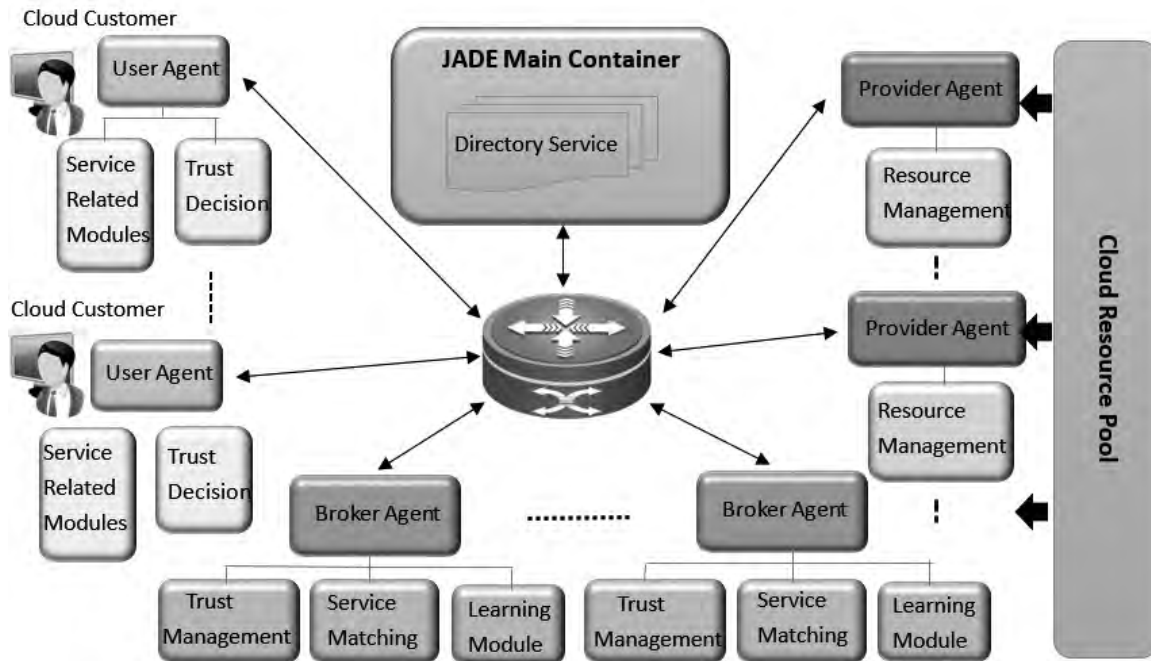 Cloud Customer
User Agent
Service
Related
Modules
Trust
Decision
Cloud Customer
User Agent
Service
Related
Modules
Trust
Decision
JADE Main Container
Directory Service
Provider Agent
Resource
Management
Provider Agent
Resource
Management
Cloud Resource Pool
Broker Agent
Trust
Management
Service
Matching
Learning
Module
Broker Agent
Trust
Management
Service
Matching
Learning
Module